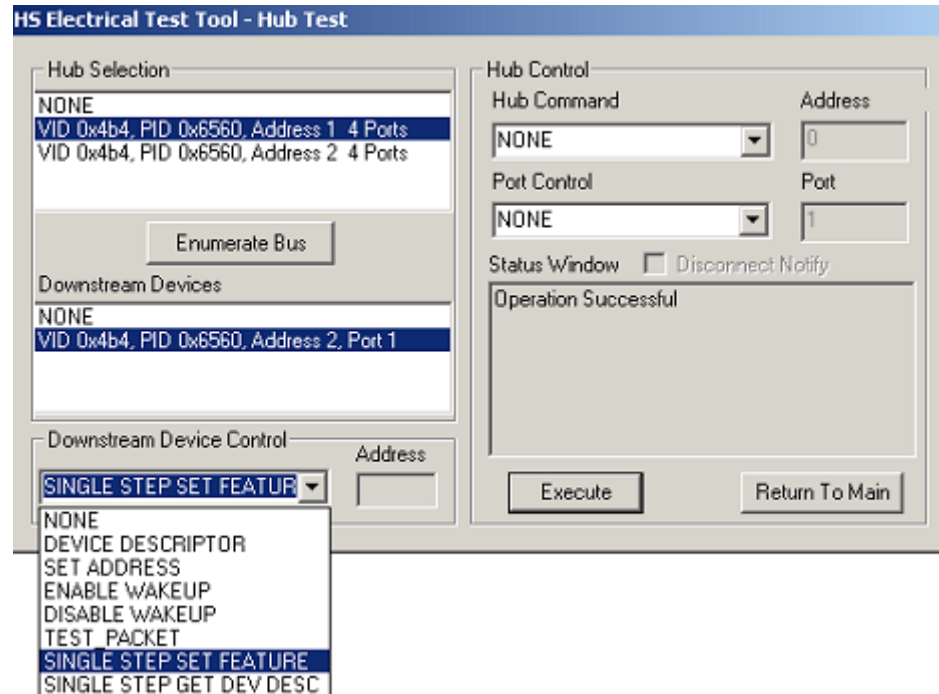 HS Electrical Test Tool - Hub Test
Hub Selection
NONE
VID 0x4b4, PID 0x6560, Address 1 4 Ports
VID 0x4b4, PID 0x6560, Address 2 4 Ports
Enumerate Bus
Downstream Devices
NONE
VID 0x4b4, PID 0x6560, Address 2, Port 1
Downstream Device Control
Address
SINGLE STEP SET FEATUR
NONE
DEVICE DESCRIPTOR
SET ADDRESS
ENABLE WAKEUP
DISABLE WAKEUP
TEST_PACKET
SINGLE STEP SET FEATURE
SINGLE STEP GET DEV DESC
Hub Control
Hub Command
Address
NONE
0
Port Control
Port
NONE
1
Status Window
Disconnect Notify
Operation Successful
Execute
Return To Main